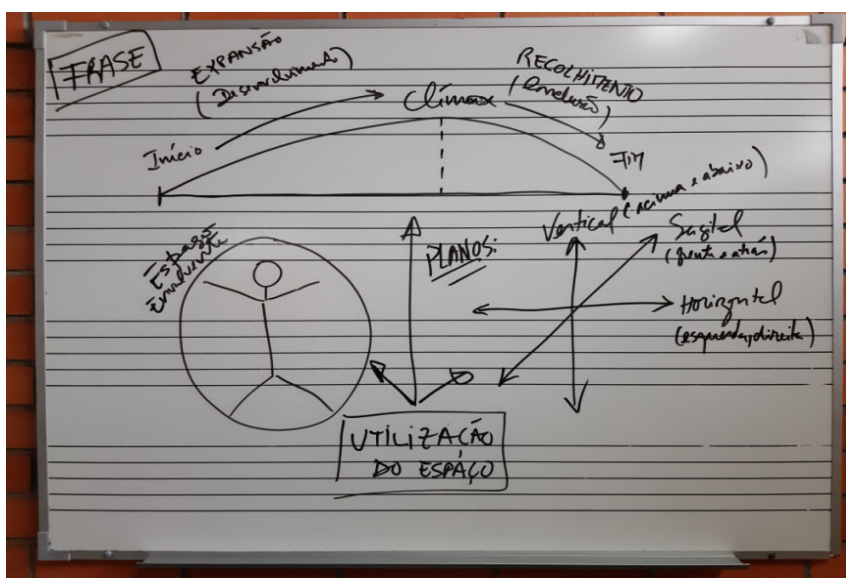 FRASE
EXPANSÃO
(Desenvolvimento)
Clímax
RECOLHIMENTO
(Conclusão)
Início
FIM
Espaço
PLANOS:
Vertical (acima e abaixo)
Sagital
(frente e atrás)
Horizontal
(esquerda, direita)
UTILIZAÇÃO
DO ESPAÇO